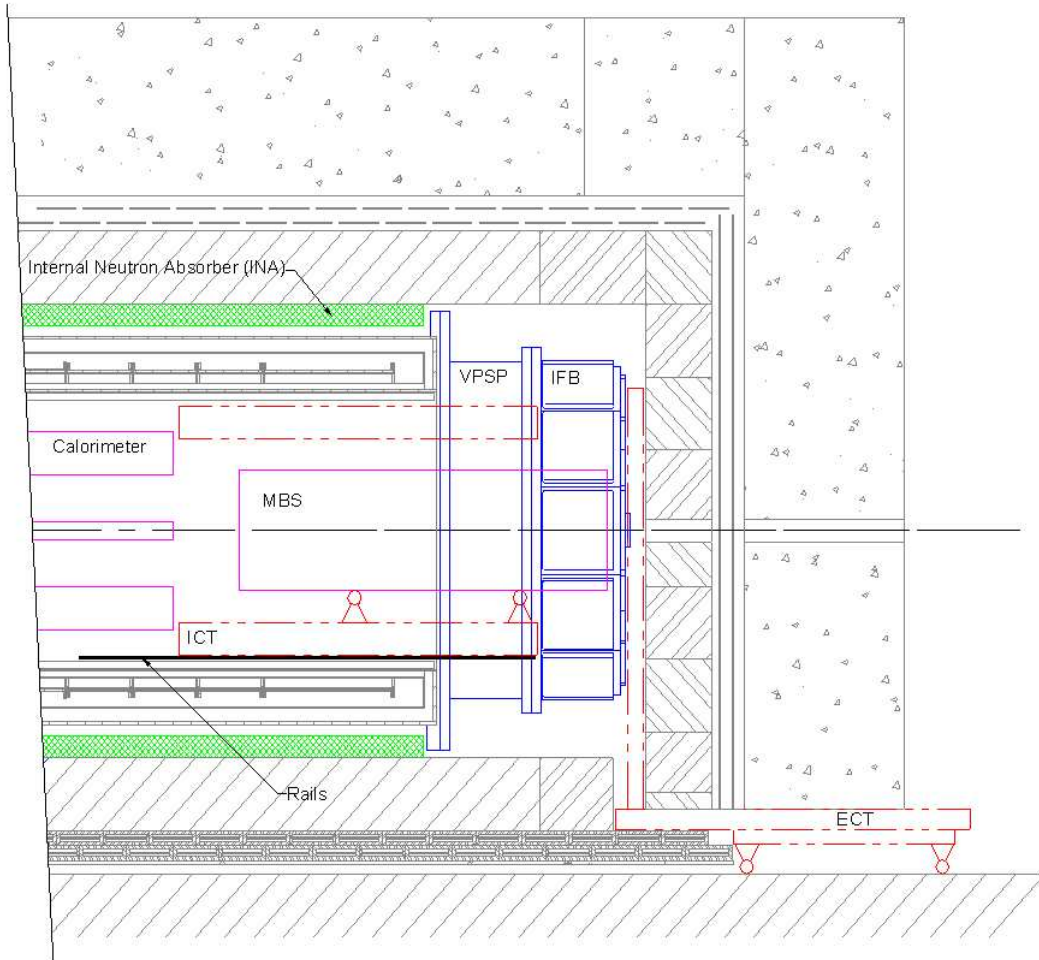 Internal Neutron Absorber (INA)
VPSP
IFB
Calorimeter
MBS
ICT
Rails
ECT